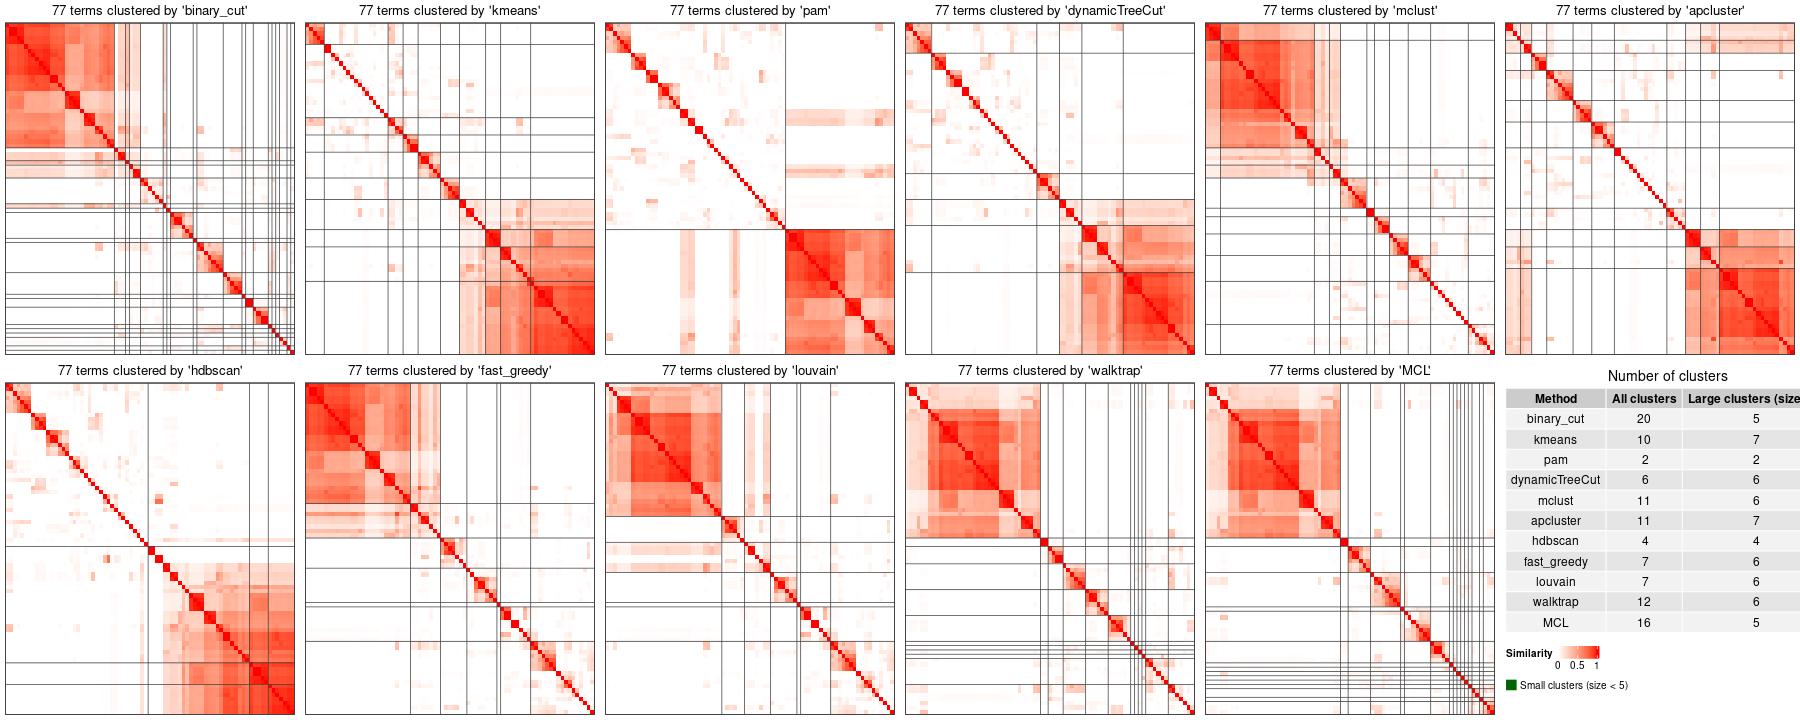 77 terms clustered by 'binary_cut'
77 terms clustered by 'kmeans'
77 terms clustered by 'pam'
77 terms clustered by 'dynamicTreeCut'
77 terms clustered by 'mclust'
77 terms clustered by 'apcluster'
77 terms clustered by 'hdbscan'
77 terms clustered by 'fast_greedy'
77 terms clustered by 'louvain'
77 terms clustered by 'walktrap'
77 terms clustered by 'MCL'
Number of clusters
Method All clusters Large clusters (size
binary_cut 20 5
kmeans 10 7
pam 2 2
dynamicTreeCut 6 6
mclust 11 6
apcluster 11 7
hdbscan 4 4
fast_greedy 7 6
louvain 7 6
walktrap 12 6
MCL 16 5
Similarity
0 0.5 1
Small clusters (size < 5)